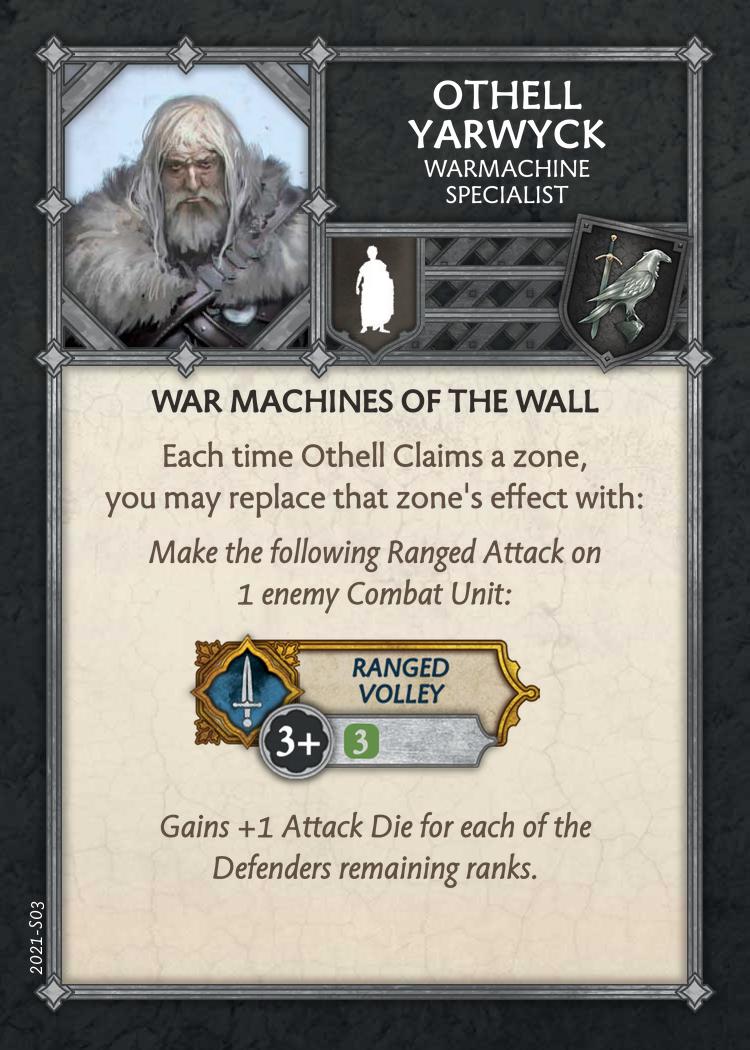 OTHELL
YARWYCK
WARMACHINE
SPECIALIST
WAR MACHINES OF THE WALL
Each time Othell Claims a zone,
you may replace that zone's effect with:
Make the following Ranged Attack on
1 enemy Combat Unit:
RANGED
VOLLEY
3+ 3
Gains +1 Attack Die for each of the
Defenders remaining ranks.
2021-S03